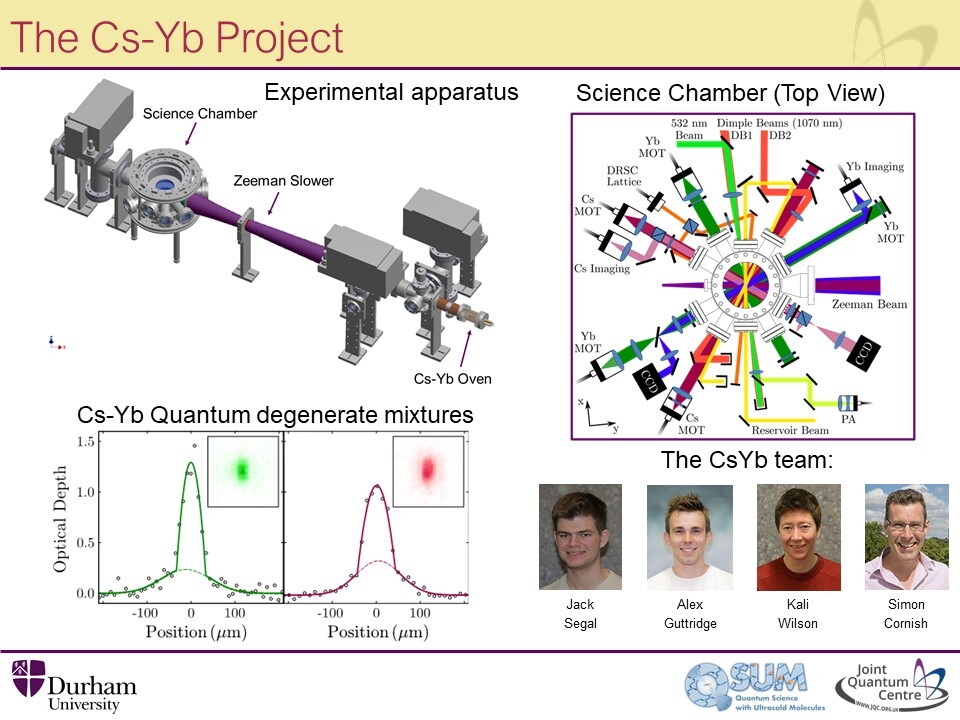 The Cs-Yb Project
Experimental apparatus
Science Chamber
Zeeman Slower
Cs-Yb Oven
Science Chamber (Top View)
532 nm
Beam
Dimple Beams (1070 nm)
DB1
DB2
Yb
MOT
DRSC
Lattice
Cs
MOT
Cs Imaging
Yb Imaging
Yb
MOT
Zeeman Beam
Yb
MOT
CCD
CCD
Cs
MOT
PA
Reservoir Beam
x
y
Cs-Yb Quantum degenerate mixtures
Optical Depth
1.5
1.0
0.5
0.0
-100 0 100
-100 0 100
Position (μm)
Position (μm)
The CsYb team:
Jack
Segal
Alex
Guttridge
Kali
Wilson
Simon
Cornish
Durham
University
QSUM
Quantum Science
with Ultracold Molecules
Joint
Quantum
Centre
www.jqc.org.uk